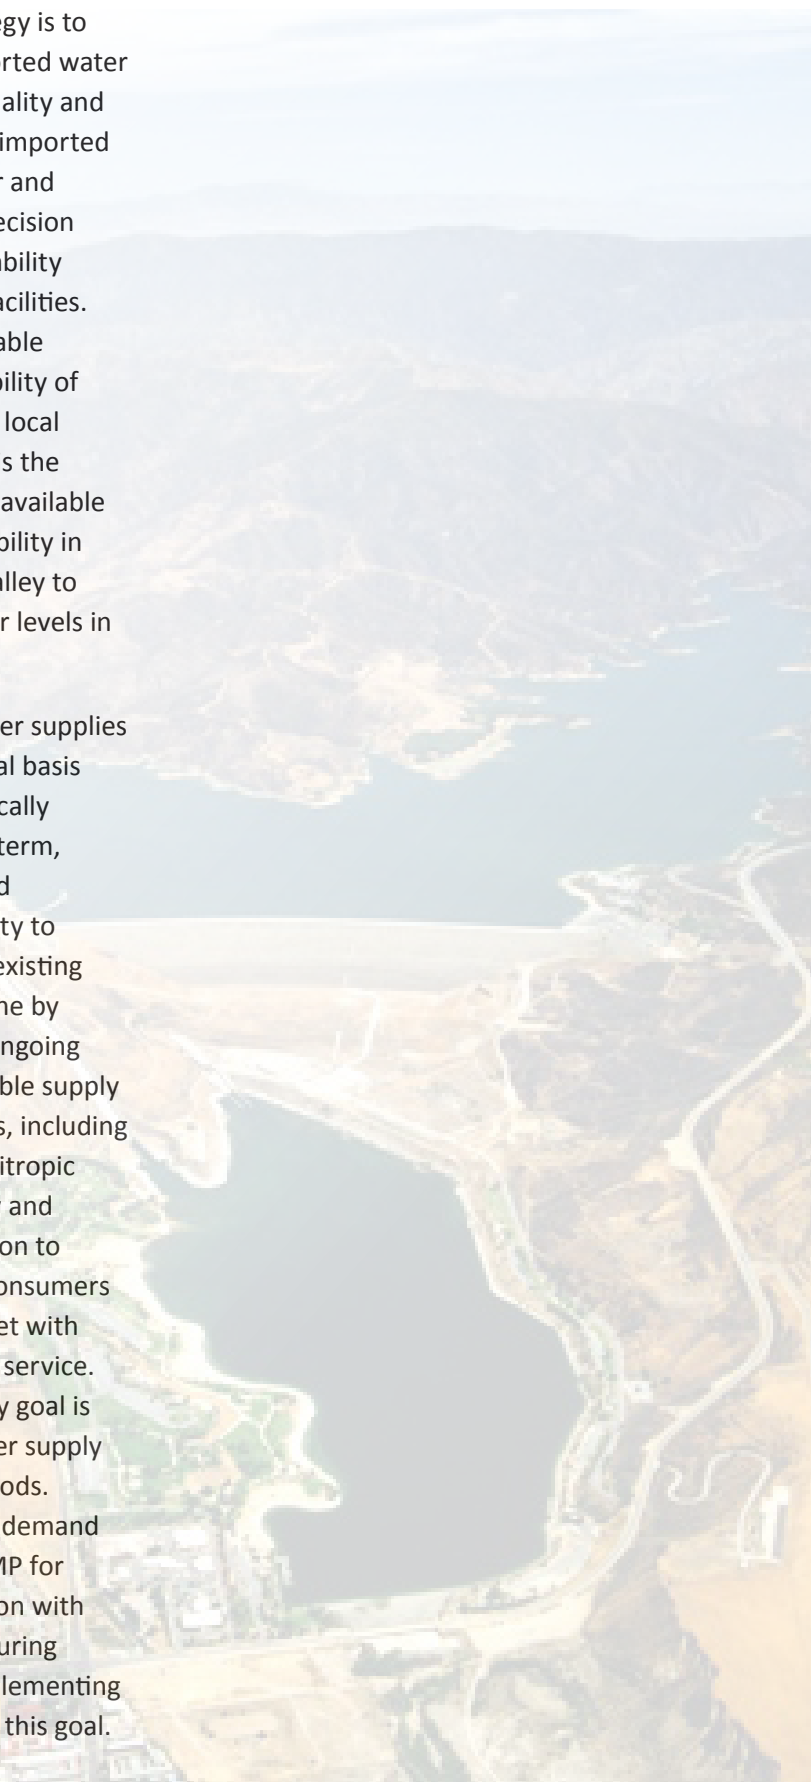 egy is to
rted water
ality and
imported
r and
ecision
ability
acilities.
able
bility of
local
s the
available
bility in
alley to
r levels in
er supplies
al basis
cally
term,
d
ty to
existing
ne by
ngoing
ble supply
s, including
itropic
y and
on to
onsumers
et with
service.
y goal is
er supply
ods.
demand
MP for
on with
uring
lementing
this goal.